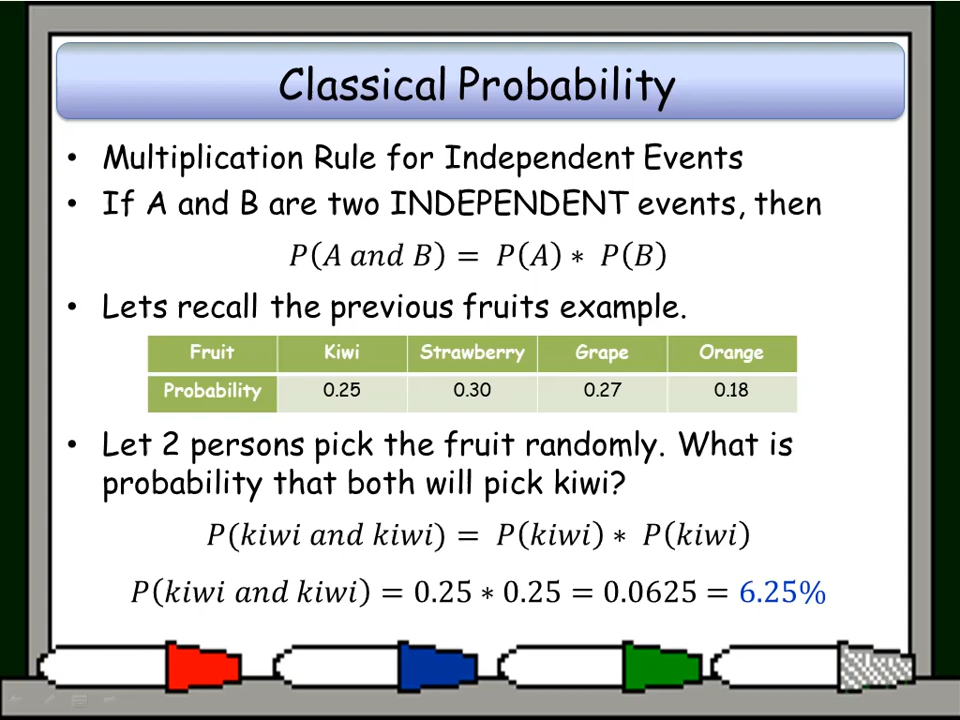 Classical Probability
• Multiplication Rule for Independent Events
• If A and B are two INDEPENDENT events, then
P(A and B) = P(A) ∗ P(B)
• Lets recall the previous fruits example.
Fruit Kiwi Strawberry Grape Orange
Probability 0.25 0.30 0.27 0.18
• Let 2 persons pick the fruit randomly. What is
probability that both will pick kiwi?
P(kiwi and kiwi) = P(kiwi) ∗ P(kiwi)
P(kiwi and kiwi) = 0.25 ∗ 0.25 = 0.0625 = 6.25%